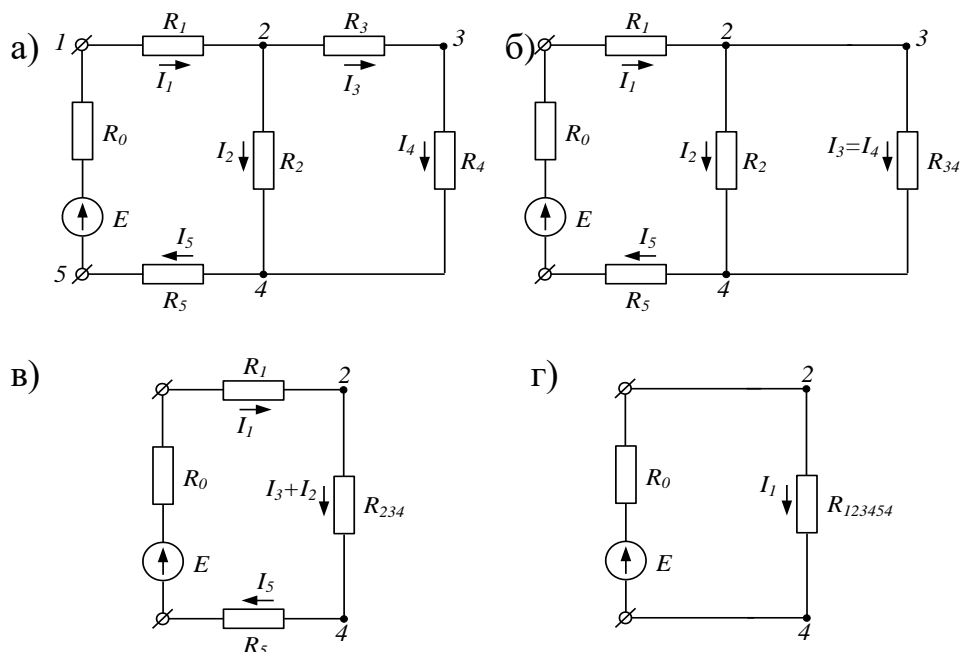 а)
1
R1
2
R3
3
I1
I3
R0
I2
R2
I4
R4
E
I5
5
R5
4
б)
R1
2
3
I1
R0
I2
R2
I3=I4
R34
E
I5
R5
4
в)
R1
2
I1
R0
I3+I2
R234
E
I5
R5
4
г)
2
R0
I1
R123454
E
4